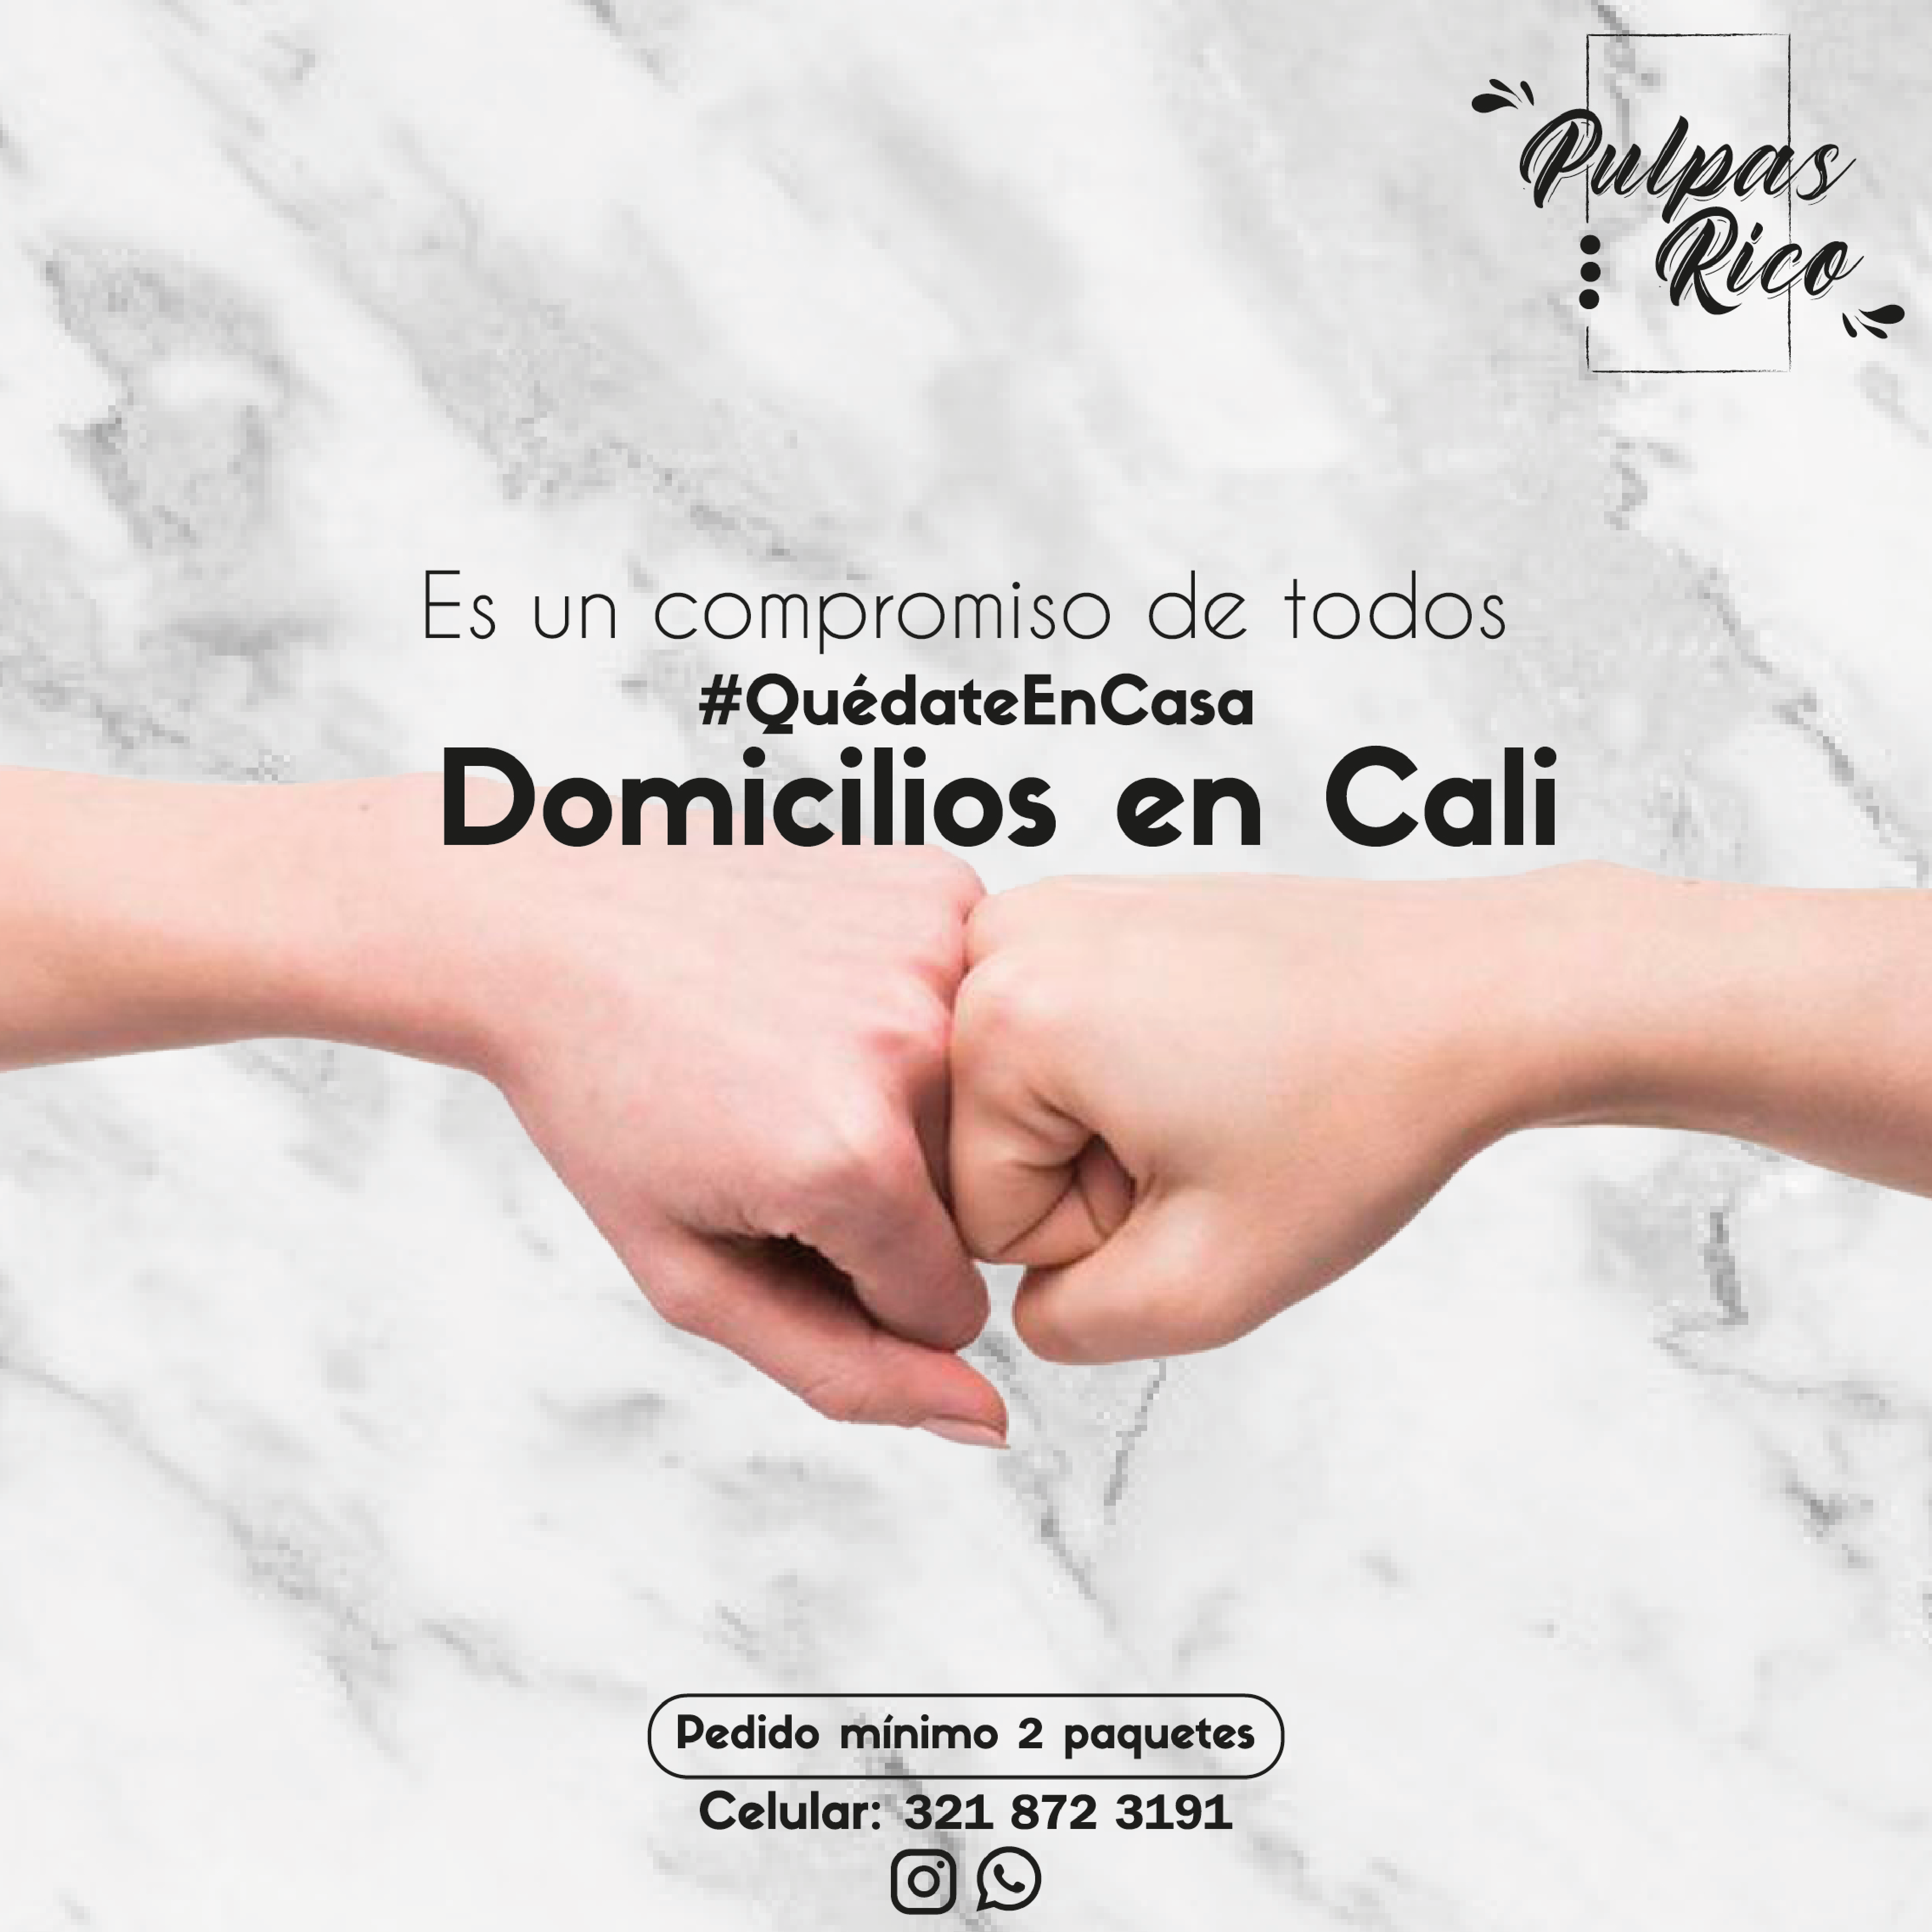 Pulpas
Rico
Es un compromiso de todos
#QuédateEnCasa
Domicilios en Cali
Pedido mínimo 2 paquetes
Celular: 321 872 3191